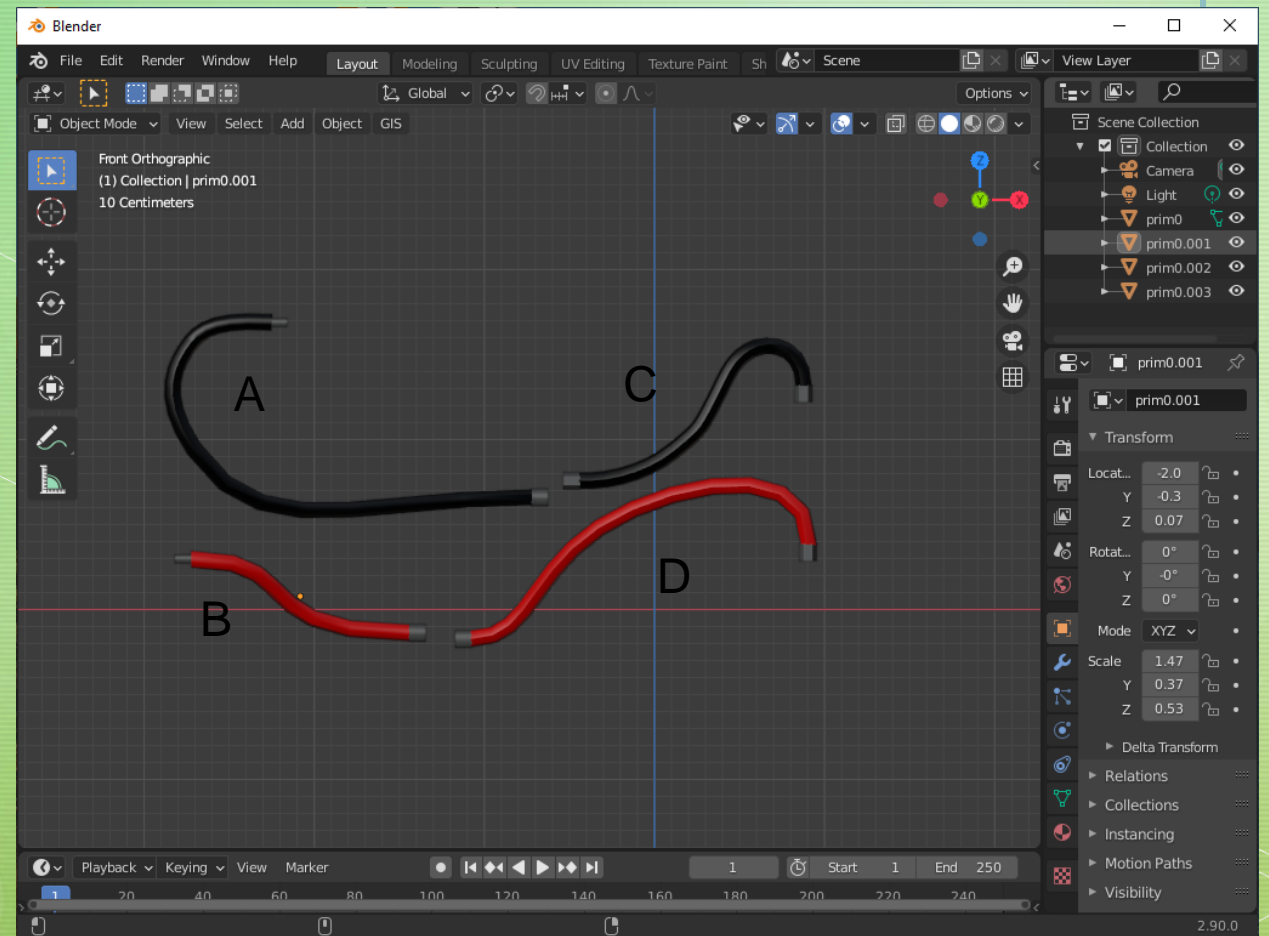 Blender
File Edit Render Window Help Layout Modeling Sculpting UV Editing Texture Paint Sh Scene View Layer
Global Options
Object Mode View Select Add Object GIS
Front Orthographic
(1) Collection | prim0.001
10 Centimeters
Z
Y
X
A
B
C
D
Scene Collection
Collection
Camera
Light
prim0
prim0.001
prim0.002
prim0.003
prim0.001
prim0.001
Transform
Locat... -2.0
Y -0.3
Z 0.07
Rotat... 0°
Y -0°
Z 0°
Mode XYZ
Scale 1.47
Y 0.37
Z 0.53
Delta Transform
Relations
Collections
Instancing
Motion Paths
Visibility
Playback Keying View Marker 1 Start 1 End 250
1 20 40 60 80 100 120 140 160 180 200 220 240
2.90.0